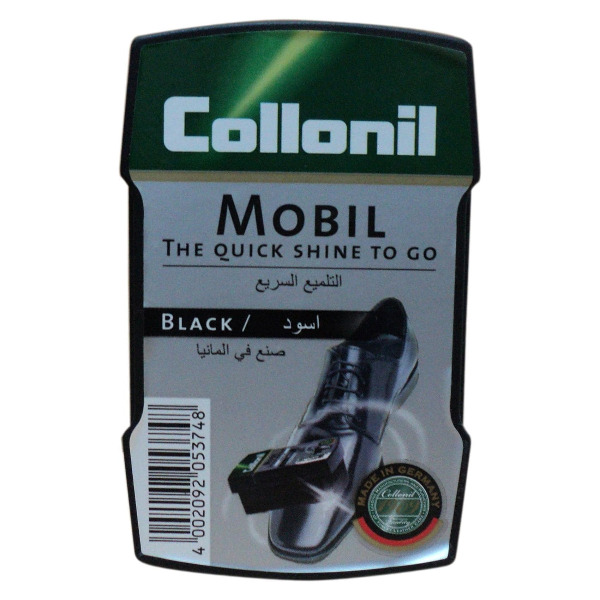 Collonil
MOBIL
THE QUICK SHINE TO GO
التلميع السريع
BLACK / اسود
صنع في المانيا
4 002092 053748
MADE IN GERMANY
Collonil